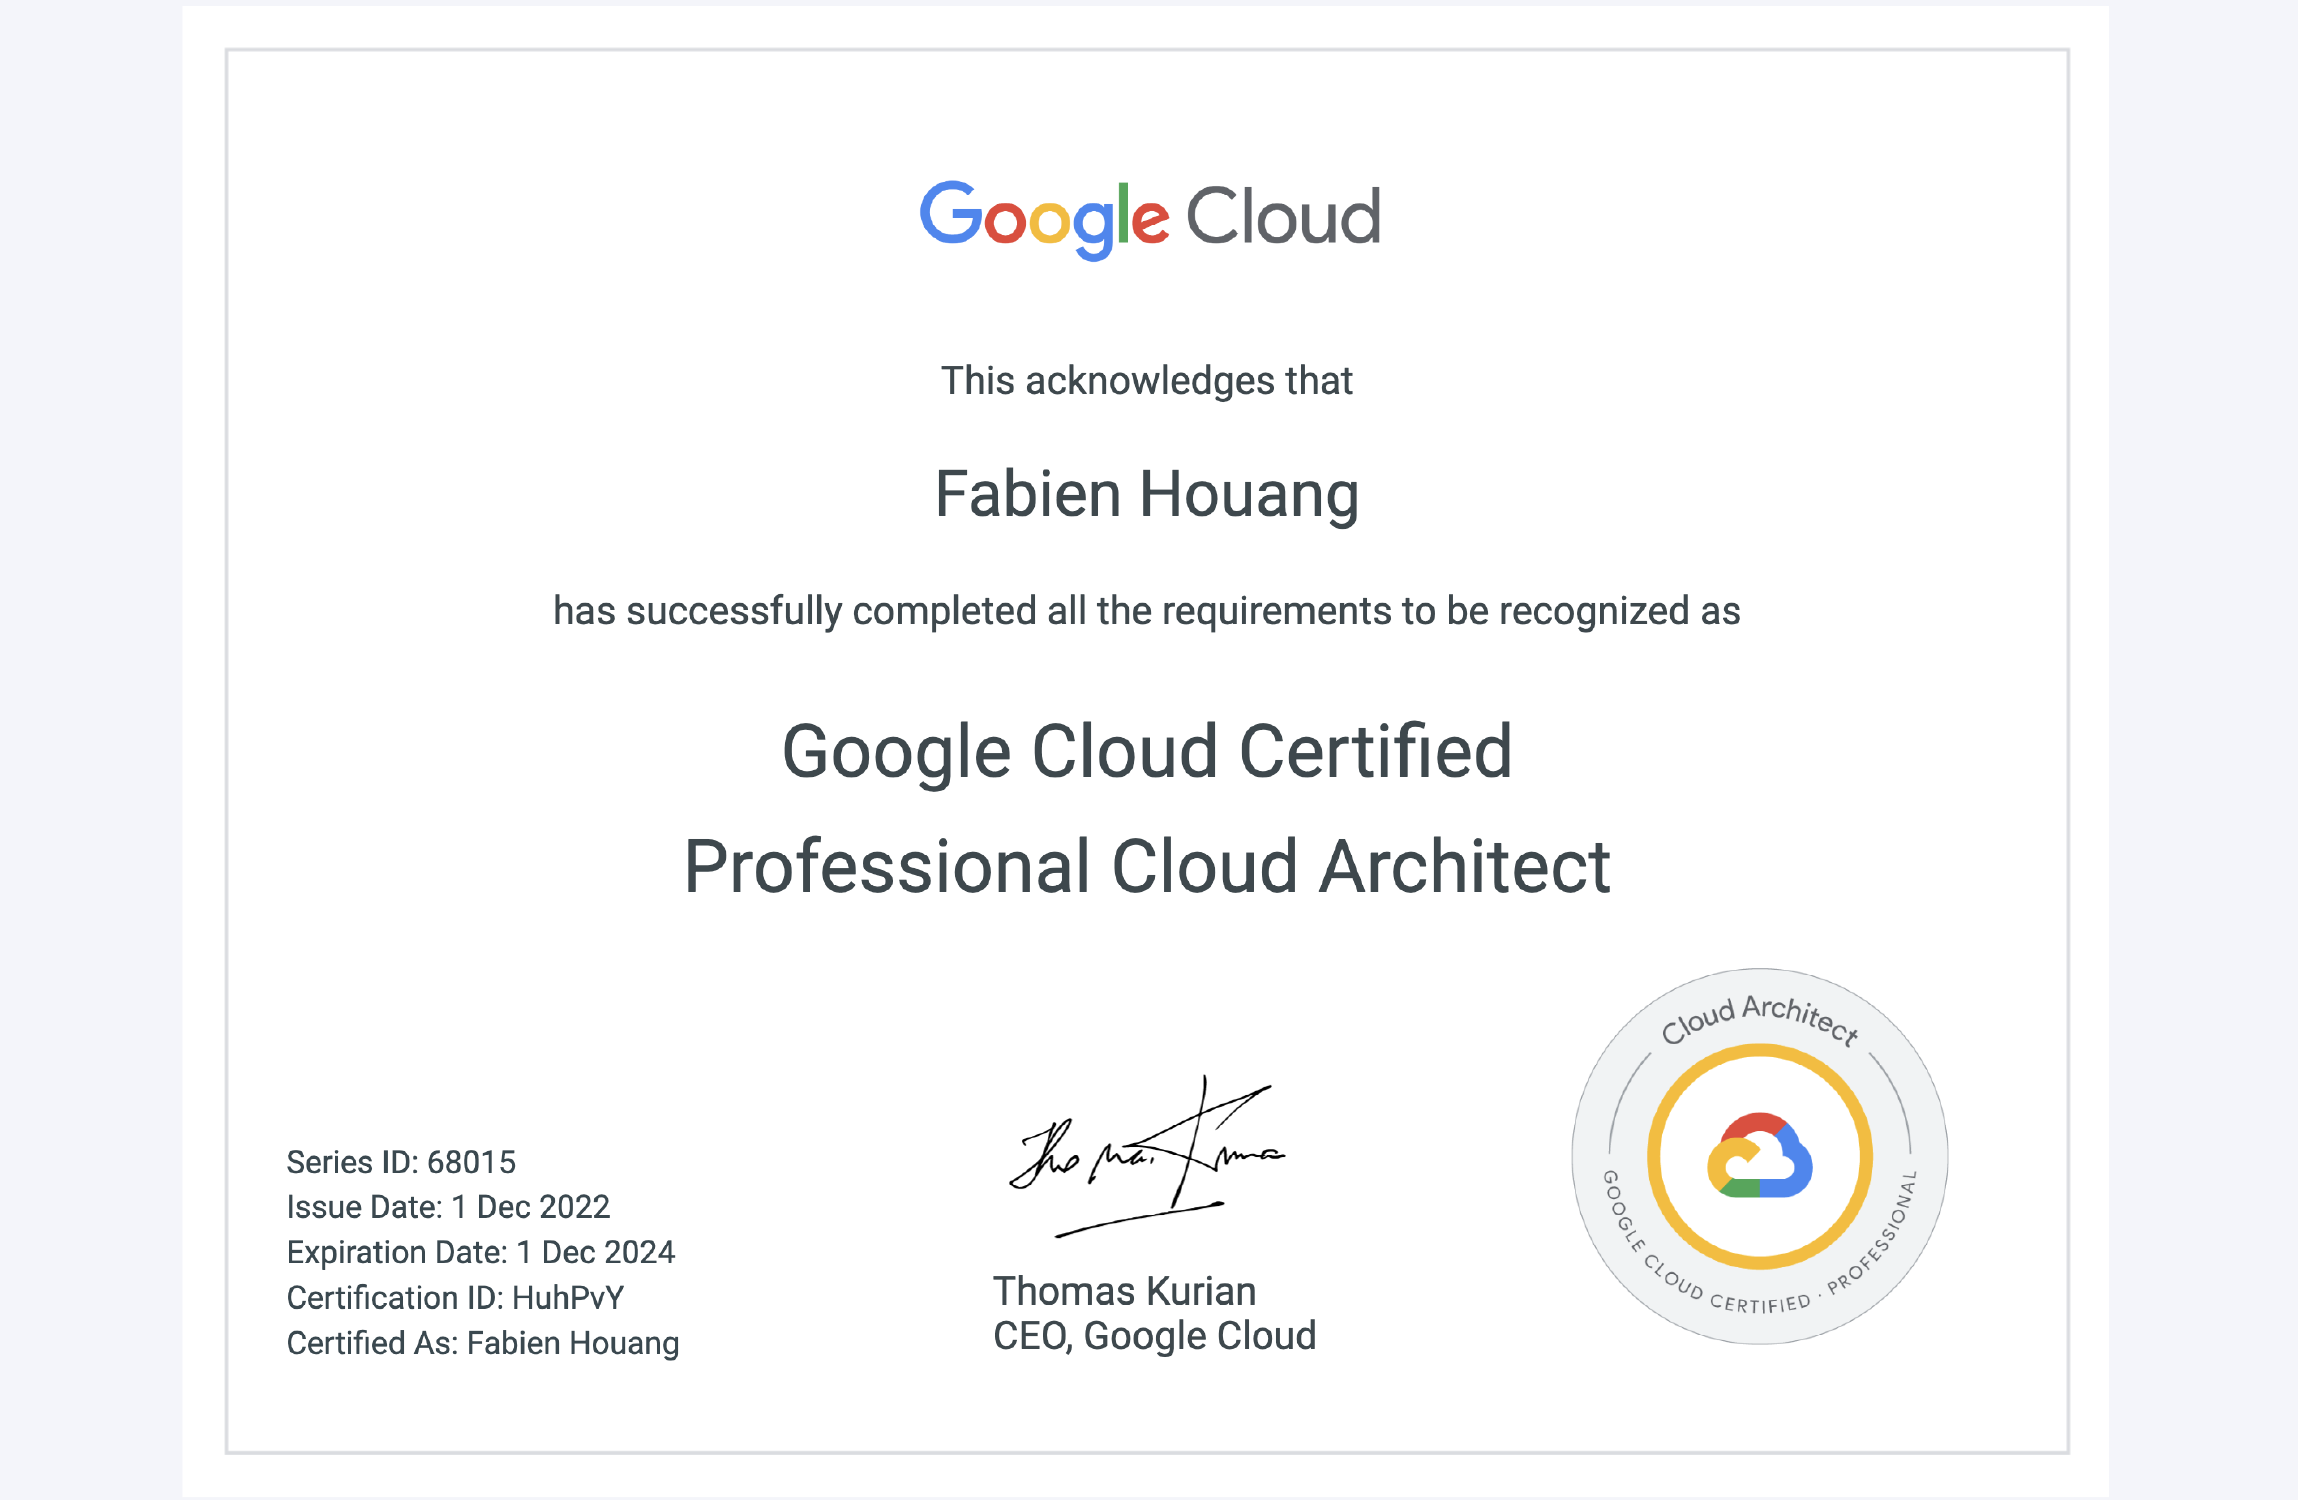 Google Cloud
This acknowledges that
Fabien Houang
has successfully completed all the requirements to be recognized as
Google Cloud Certified
Professional Cloud Architect
Series ID: 68015
Issue Date: 1 Dec 2022
Expiration Date: 1 Dec 2024
Certification ID: HuhPvY
Certified As: Fabien Houang
Thomas Kurian
Thomas Kurian
CEO, Google Cloud
Cloud Architect
GOOGLE CLOUD CERTIFIED · PROFESSIONAL